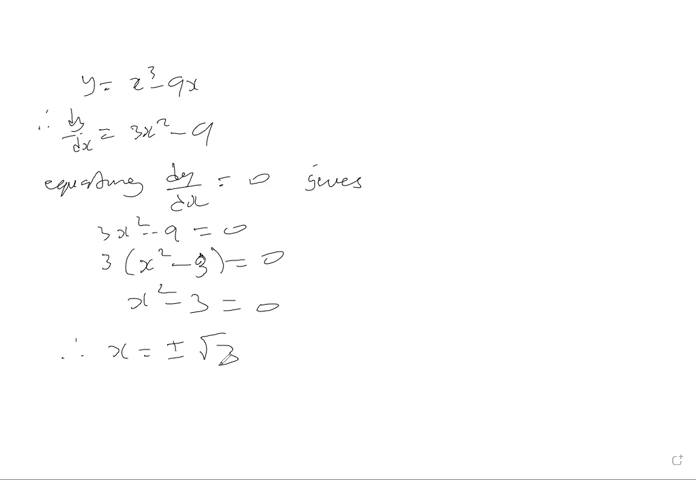 y = x³ - 9x
∴ dy/dx = 3x² - 9
equating dy/dx = 0 gives
3x² - 9 = 0
3(x² - 3) = 0
x² - 3 = 0
∴ x = ± √3